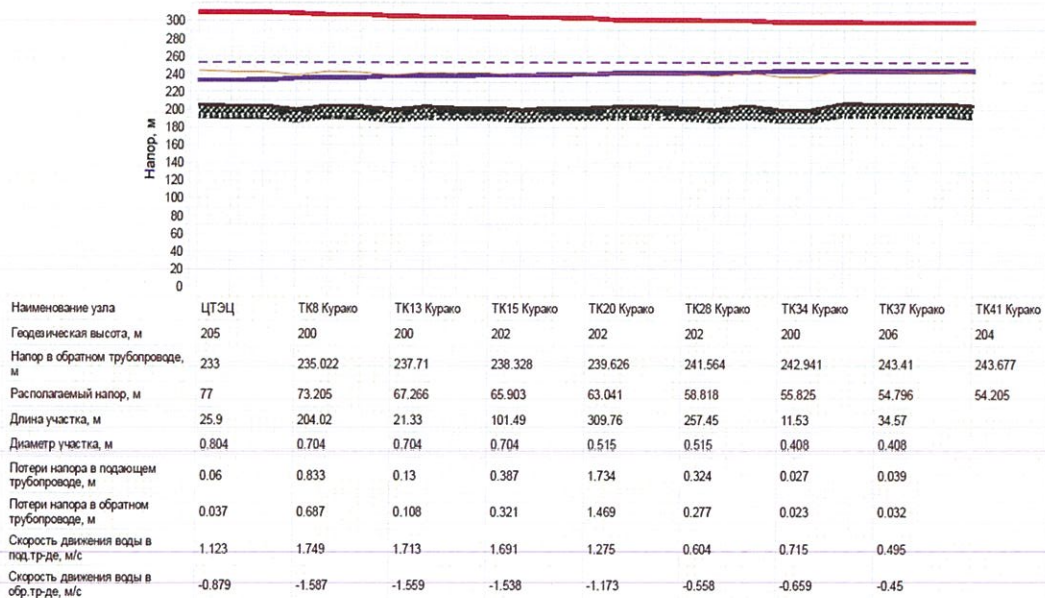 300
280
260
240
220
200
180
160
140
120
100
80
60
40
20
0
Напор, м
Наименование узла ЦТЭЦ ТК8 Курако ТК13 Курако ТК15 Курако ТК20 Курако ТК28 Курако ТК34 Курако ТК37 Курако ТК41 Курако
Геодезическая высота, м 205 200 200 202 202 202 200 206 204
Напор в обратном трубопроводе,
м 233 235.022 237.71 238.328 239.626 241.564 242.941 243.41 243.677
Располагаемый напор, м 77 73.205 67.266 65.903 63.041 58.818 55.825 54.796 54.205
Длина участка, м 25.9 204.02 21.33 101.49 309.76 257.45 11.53 34.57
Диаметр участка, м 0.804 0.704 0.704 0.704 0.515 0.515 0.408 0.408
Потери напора в подающем
трубопроводе, м 0.06 0.833 0.13 0.387 1.734 0.324 0.027 0.039
Потери напора в обратном
трубопроводе, м 0.037 0.687 0.108 0.321 1.469 0.277 0.023 0.032
Скорость движения воды в
под.тр-де, м/с 1.123 1.749 1.713 1.691 1.275 0.604 0.715 0.495
Скорость движения воды в
обр.тр-де, м/с -0.879 -1.587 -1.559 -1.538 -1.173 -0.558 -0.659 -0.45